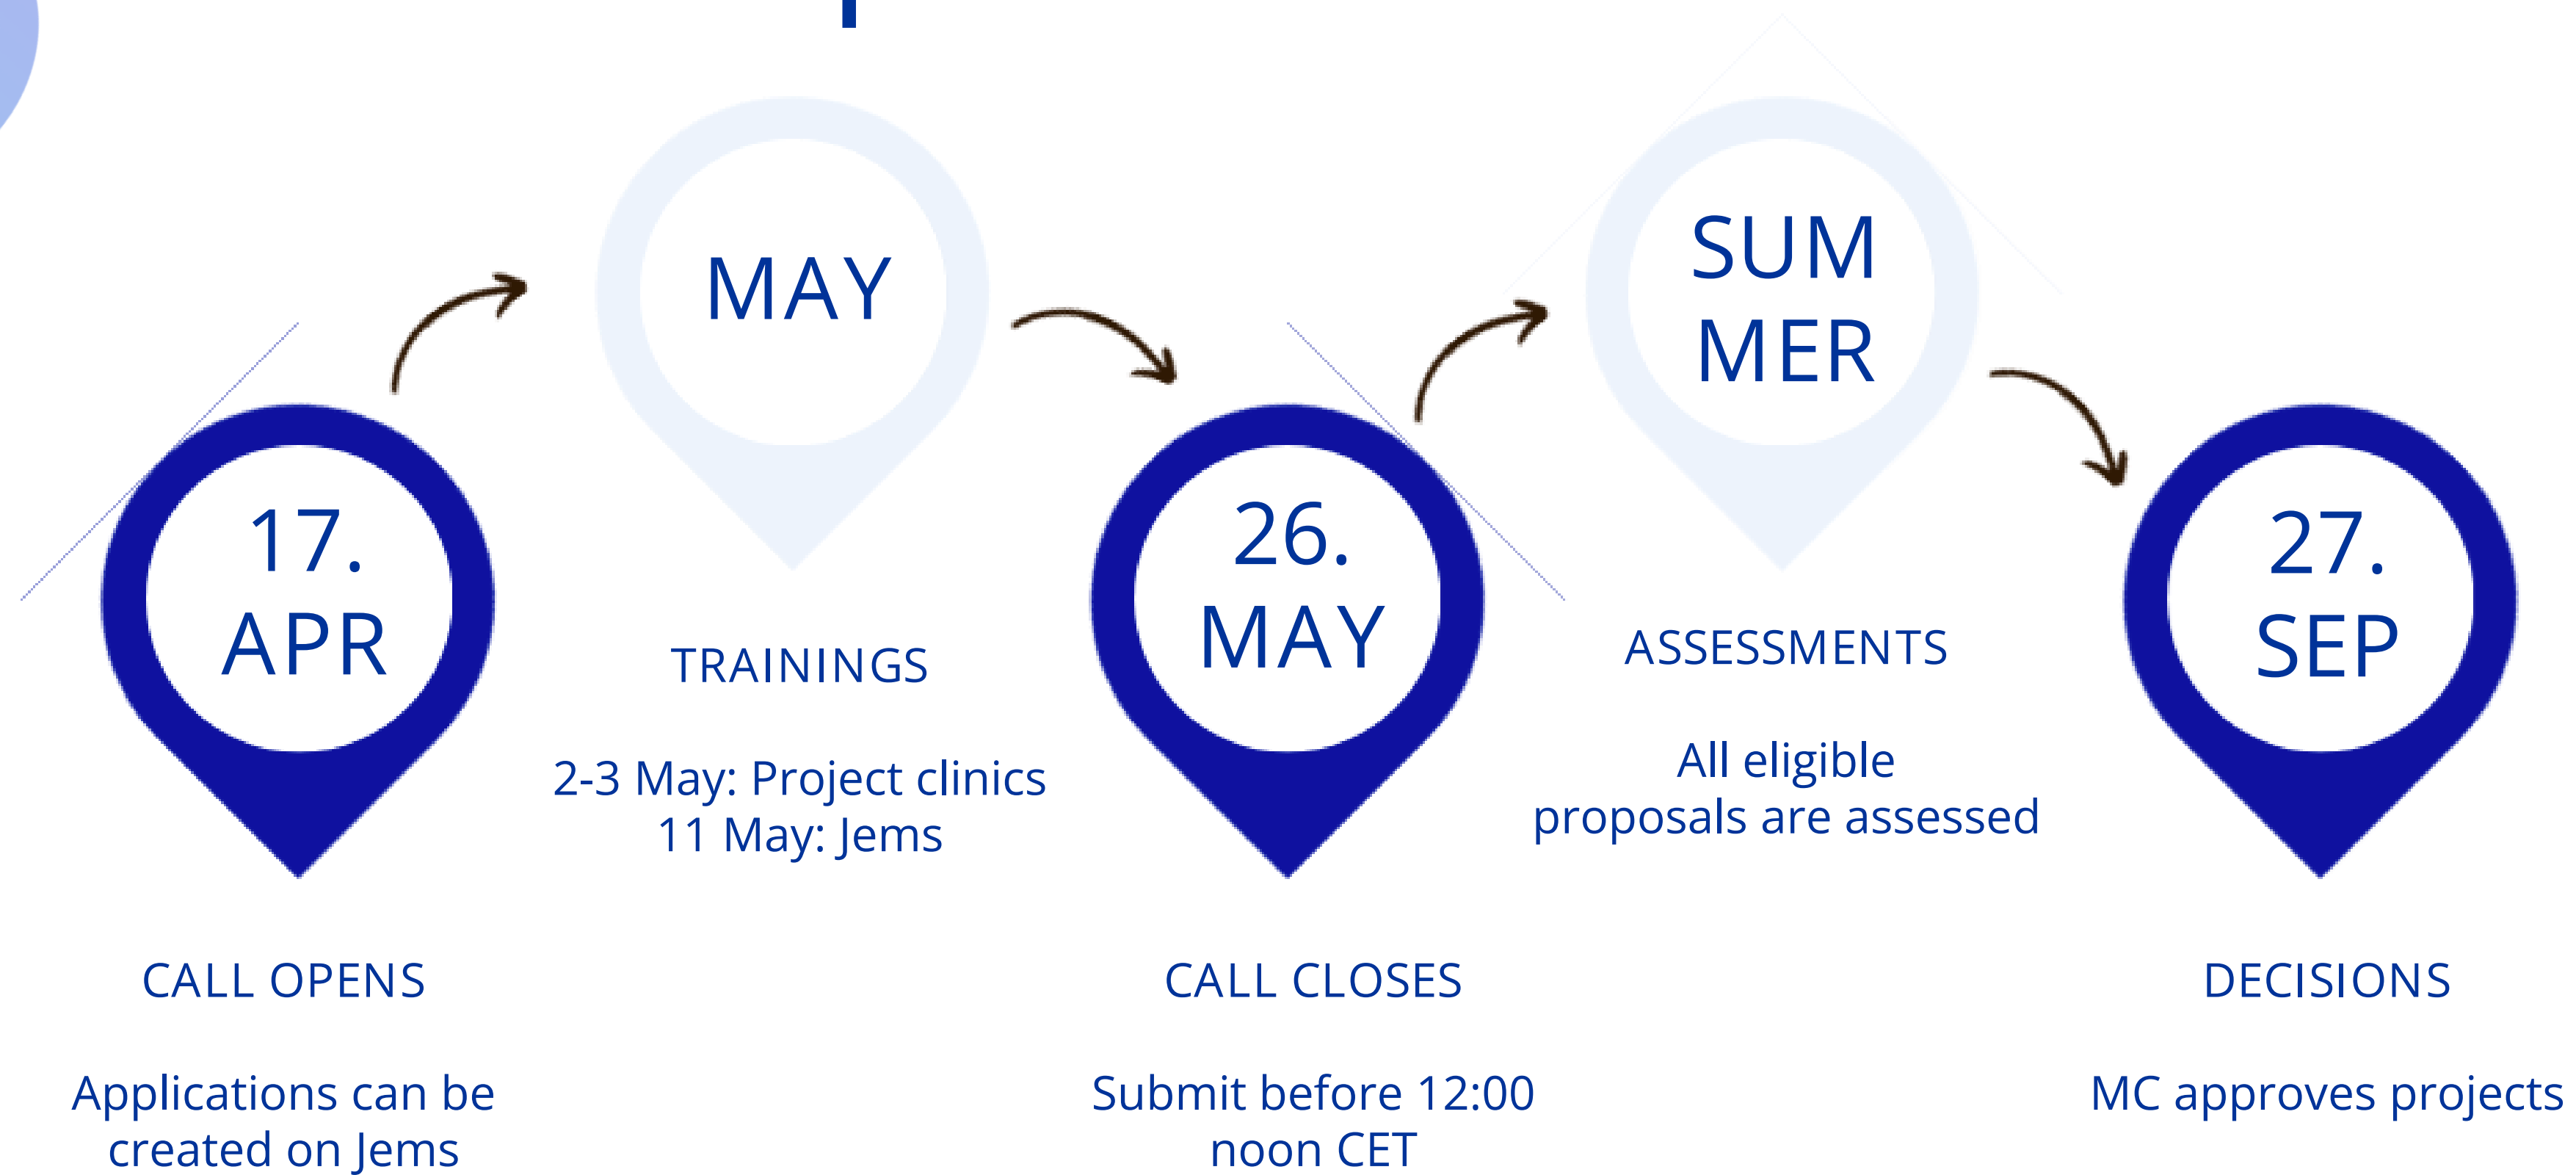 17.
APR
CALL OPENS
Applications can be
created on Jems
MAY
TRAININGS
2-3 May: Project clinics
11 May: Jems
26.
MAY
CALL CLOSES
Submit before 12:00
noon CET
SUM
MER
ASSESSMENTS
All eligible
proposals are assessed
27.
SEP
DECISIONS
MC approves projects